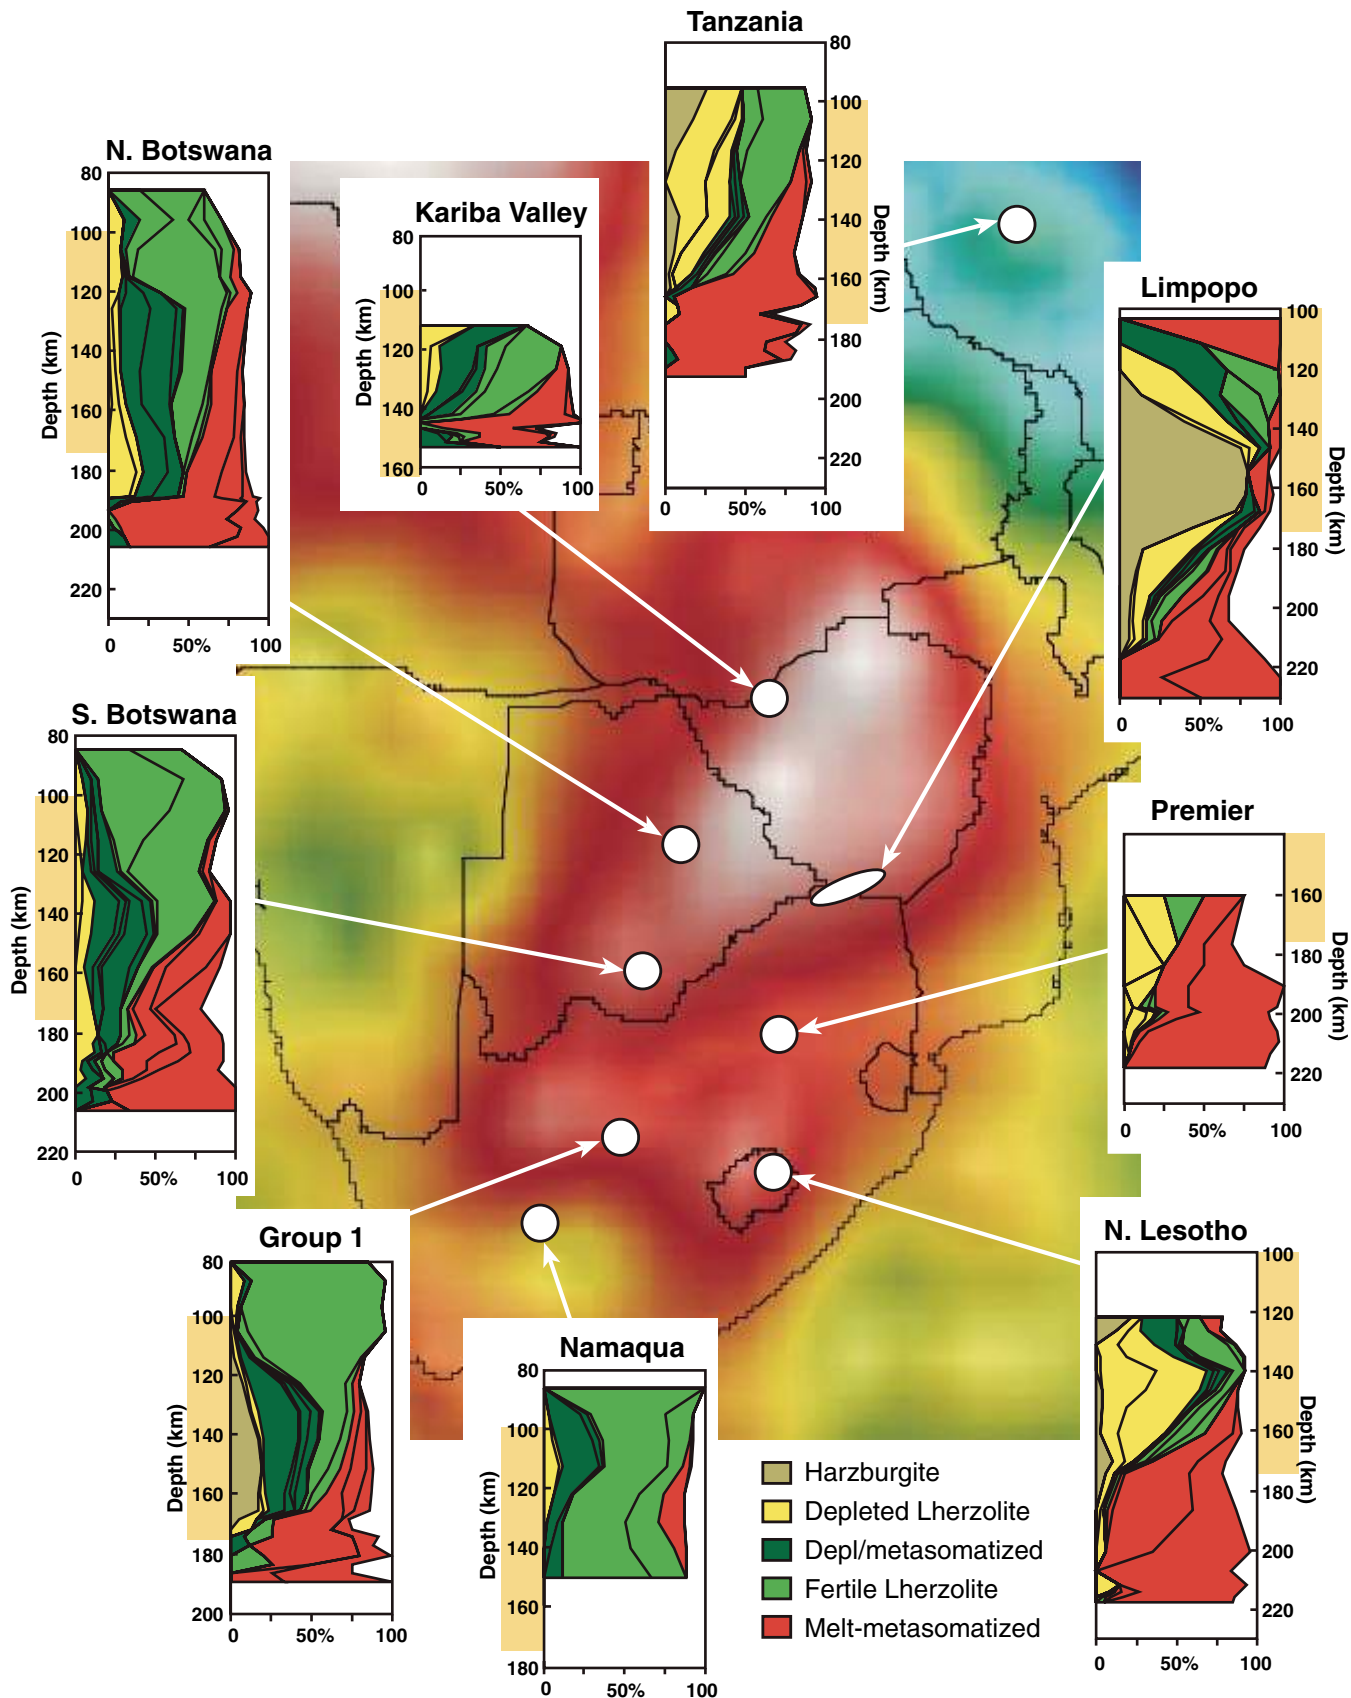 Tanzania
80
100
120
140
160
180
200
220
Depth (km)
0 50% 100
N. Botswana
80
100
120
140
160
180
200
220
Depth (km)
0 50% 100
Kariba Valley
80
100
120
140
160
Depth (km)
0 50% 100
Limpopo
100
120
140
160
180
200
220
Depth (km)
0 50% 100
S. Botswana
80
100
120
140
160
180
200
220
Depth (km)
0 50% 100
Premier
160
180
200
220
Depth (km)
0 50% 100
Group 1
80
100
120
140
160
180
200
Depth (km)
0 50% 100
Namaqua
80
100
120
140
160
180
Depth (km)
0 50% 100
N. Lesotho
100
120
140
160
180
200
220
Depth (km)
0 50% 100
Harzburgite
Depleted Lherzolite
Depl/metasomatized
Fertile Lherzolite
Melt-metasomatized